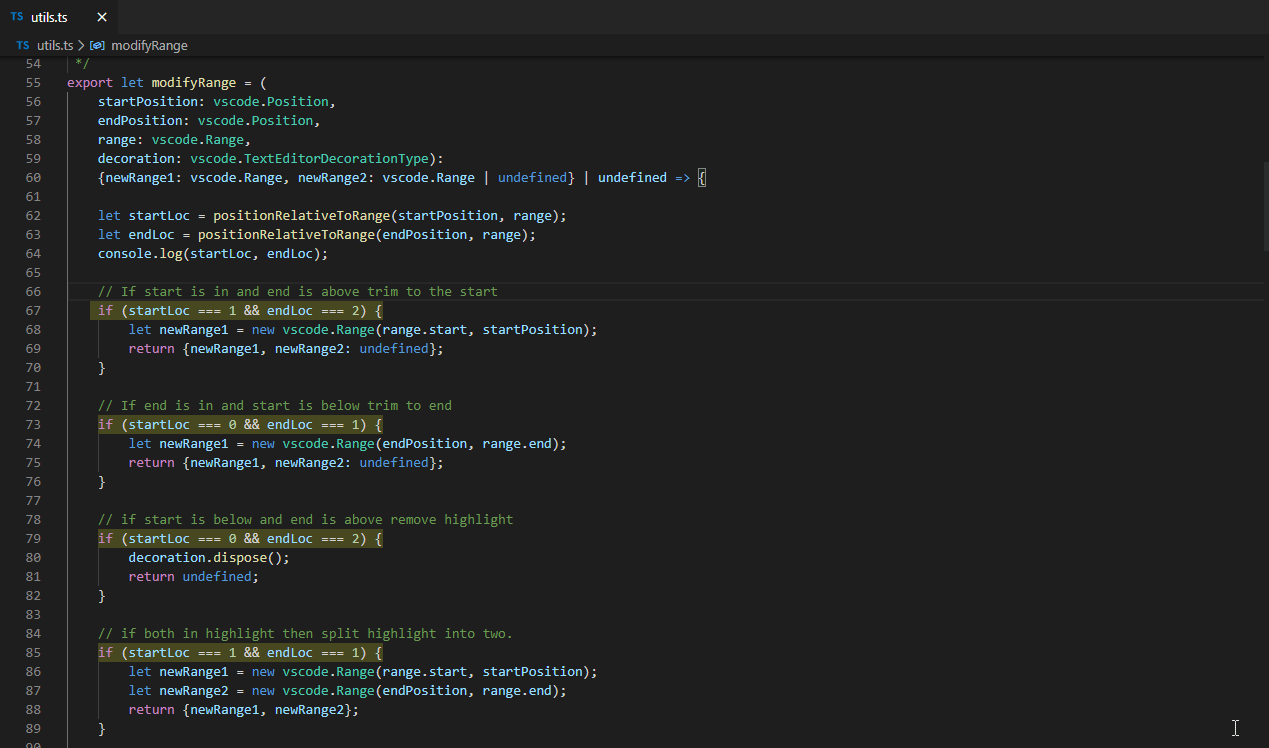 TS utils.ts ×
TS utils.ts > modifyRange
54 */
55 export let modifyRange = (
56 startPosition: vscode.Position,
57 endPosition: vscode.Position,
58 range: vscode.Range,
59 decoration: vscode.TextEditorDecorationType):
60 {newRange1: vscode.Range, newRange2: vscode.Range | undefined} | undefined => {
61
62 let startLoc = positionRelativeToRange(startPosition, range);
63 let endLoc = positionRelativeToRange(endPosition, range);
64 console.log(startLoc, endLoc);
65
66 // If start is in and end is above trim to the start
67 if (startLoc === 1 && endLoc === 2) {
68 let newRange1 = new vscode.Range(range.start, startPosition);
69 return {newRange1, newRange2: undefined};
70 }
71
72 // If end is in and start is below trim to end
73 if (startLoc === 0 && endLoc === 1) {
74 let newRange1 = new vscode.Range(endPosition, range.end);
75 return {newRange1, newRange2: undefined};
76 }
77
78 // if start is below and end is above remove highlight
79 if (startLoc === 0 && endLoc === 2) {
80 decoration.dispose();
81 return undefined;
82 }
83
84 // if both in highlight then split highlight into two.
85 if (startLoc === 1 && endLoc === 1) {
86 let newRange1 = new vscode.Range(range.start, startPosition);
87 let newRange2 = new vscode.Range(endPosition, range.end);
88 return {newRange1, newRange2};
89 }
90